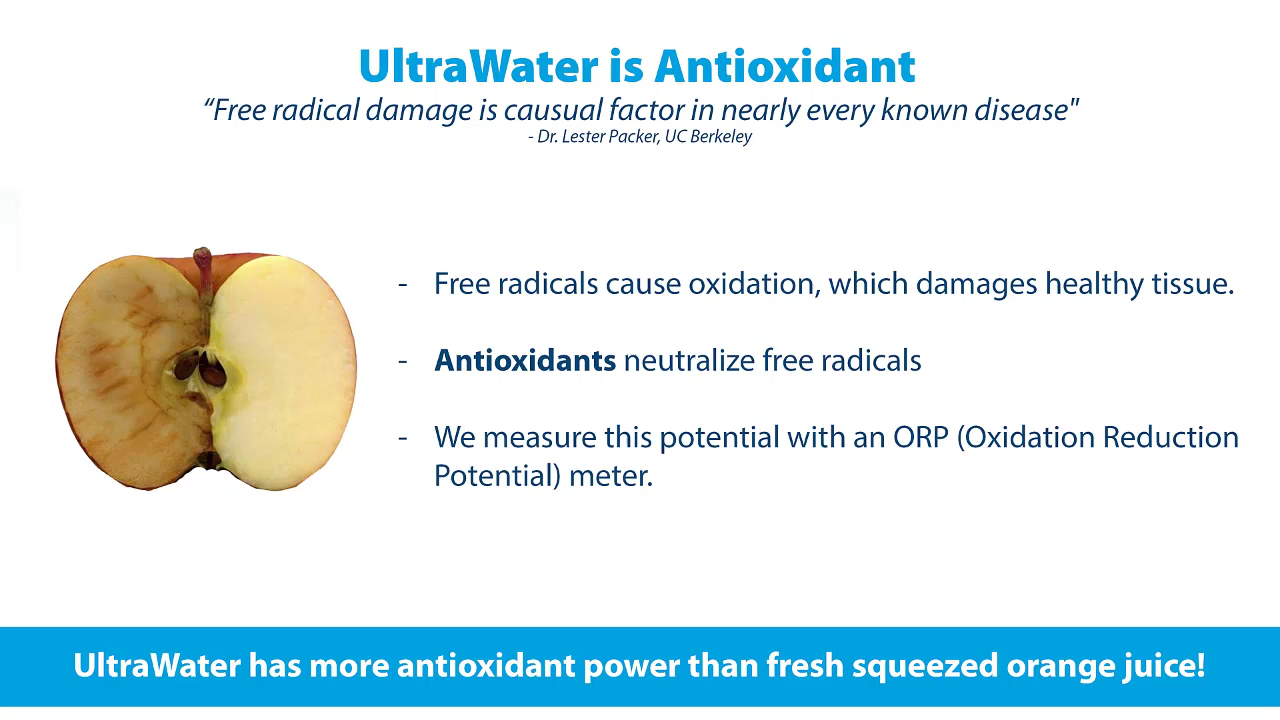 UltraWater is Antioxidant
“Free radical damage is causual factor in nearly every known disease"
- Dr. Lester Packer, UC Berkeley
- Free radicals cause oxidation, which damages healthy tissue.
- Antioxidants neutralize free radicals
- We measure this potential with an ORP (Oxidation Reduction
Potential) meter.
UltraWater has more antioxidant power than fresh squeezed orange juice!